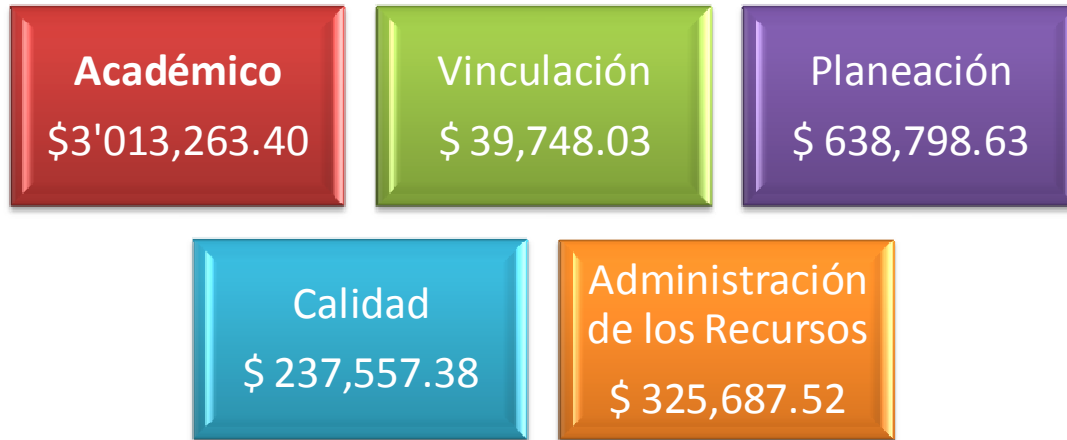 Académico
$3'013,263.40
Vinculación
$ 39,748.03
Planeación
$ 638,798.63
Calidad
$ 237,557.38
Administración
de los Recursos
$ 325,687.52